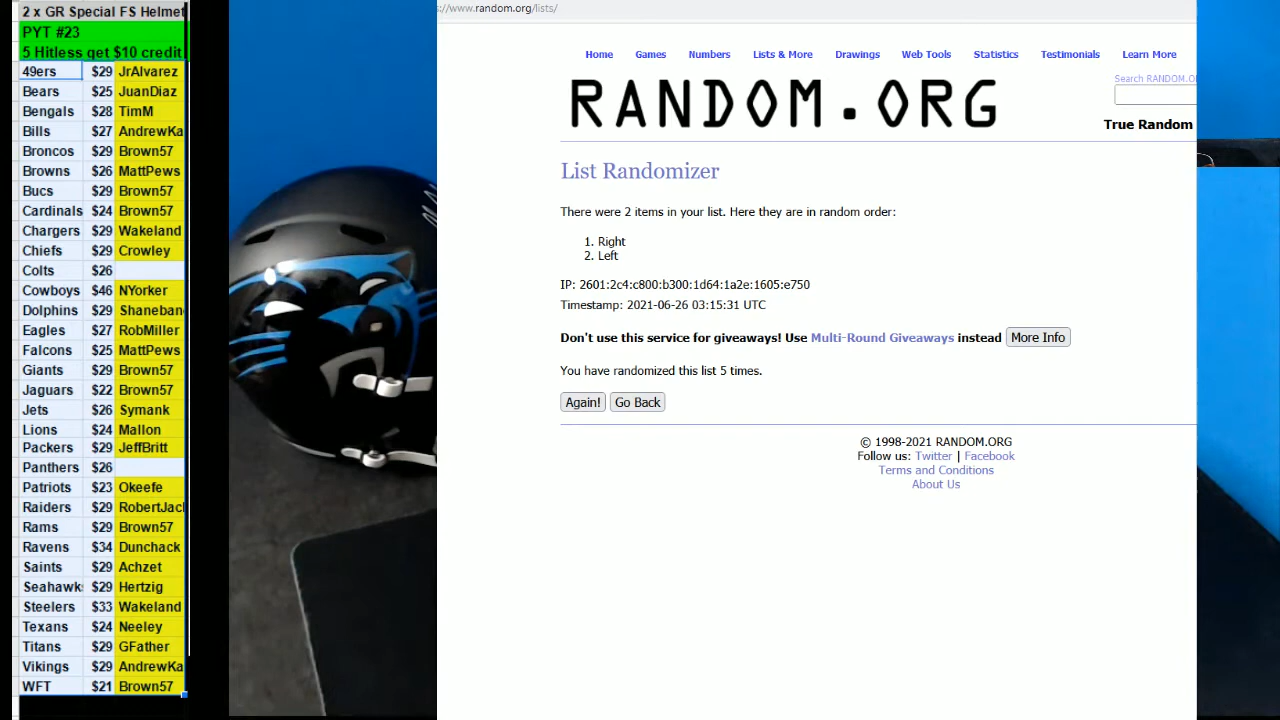 2 x GR Special FS Helmet
PYT #23
5 Hitless get $10 credit
49ers $29 JrAlvarez
Bears $25 JuanDiaz
Bengals $28 TimM
Bills $27 AndrewKa
Broncos $29 Brown57
Browns $26 MattPews
Bucs $29 Brown57
Cardinals $24 Brown57
Chargers $29 Wakeland
Chiefs $29 Crowley
Colts $26
Cowboys $46 NYorker
Dolphins $29 Shaneban
Eagles $27 RobMiller
Falcons $25 MattPews
Giants $29 Brown57
Jaguars $22 Brown57
Jets $26 Symank
Lions $24 Mallon
Packers $29 JeffBritt
Panthers $26
Patriots $23 Okeefe
Raiders $29 RobertJac
Rams $29 Brown57
Ravens $34 Dunchack
Saints $29 Achzet
Seahawk $29 Hertzig
Steelers $33 Wakeland
Texans $24 Neeley
Titans $29 GFather
Vikings $29 AndrewKa
WFT $21 Brown57
s://www.random.org/lists/
Home Games Numbers Lists & More Drawings Web Tools Statistics Testimonials Learn More
RANDOM.ORG
Search RANDOM.O
True Random
List Randomizer
There were 2 items in your list. Here they are in random order:
1. Right
2. Left
IP: 2601:2c4:c800:b300:1d64:1a2e:1605:e750
Timestamp: 2021-06-26 03:15:31 UTC
Don't use this service for giveaways! Use Multi-Round Giveaways instead More Info
You have randomized this list 5 times.
Again! Go Back
© 1998-2021 RANDOM.ORG
Follow us: Twitter | Facebook
Terms and Conditions
About Us